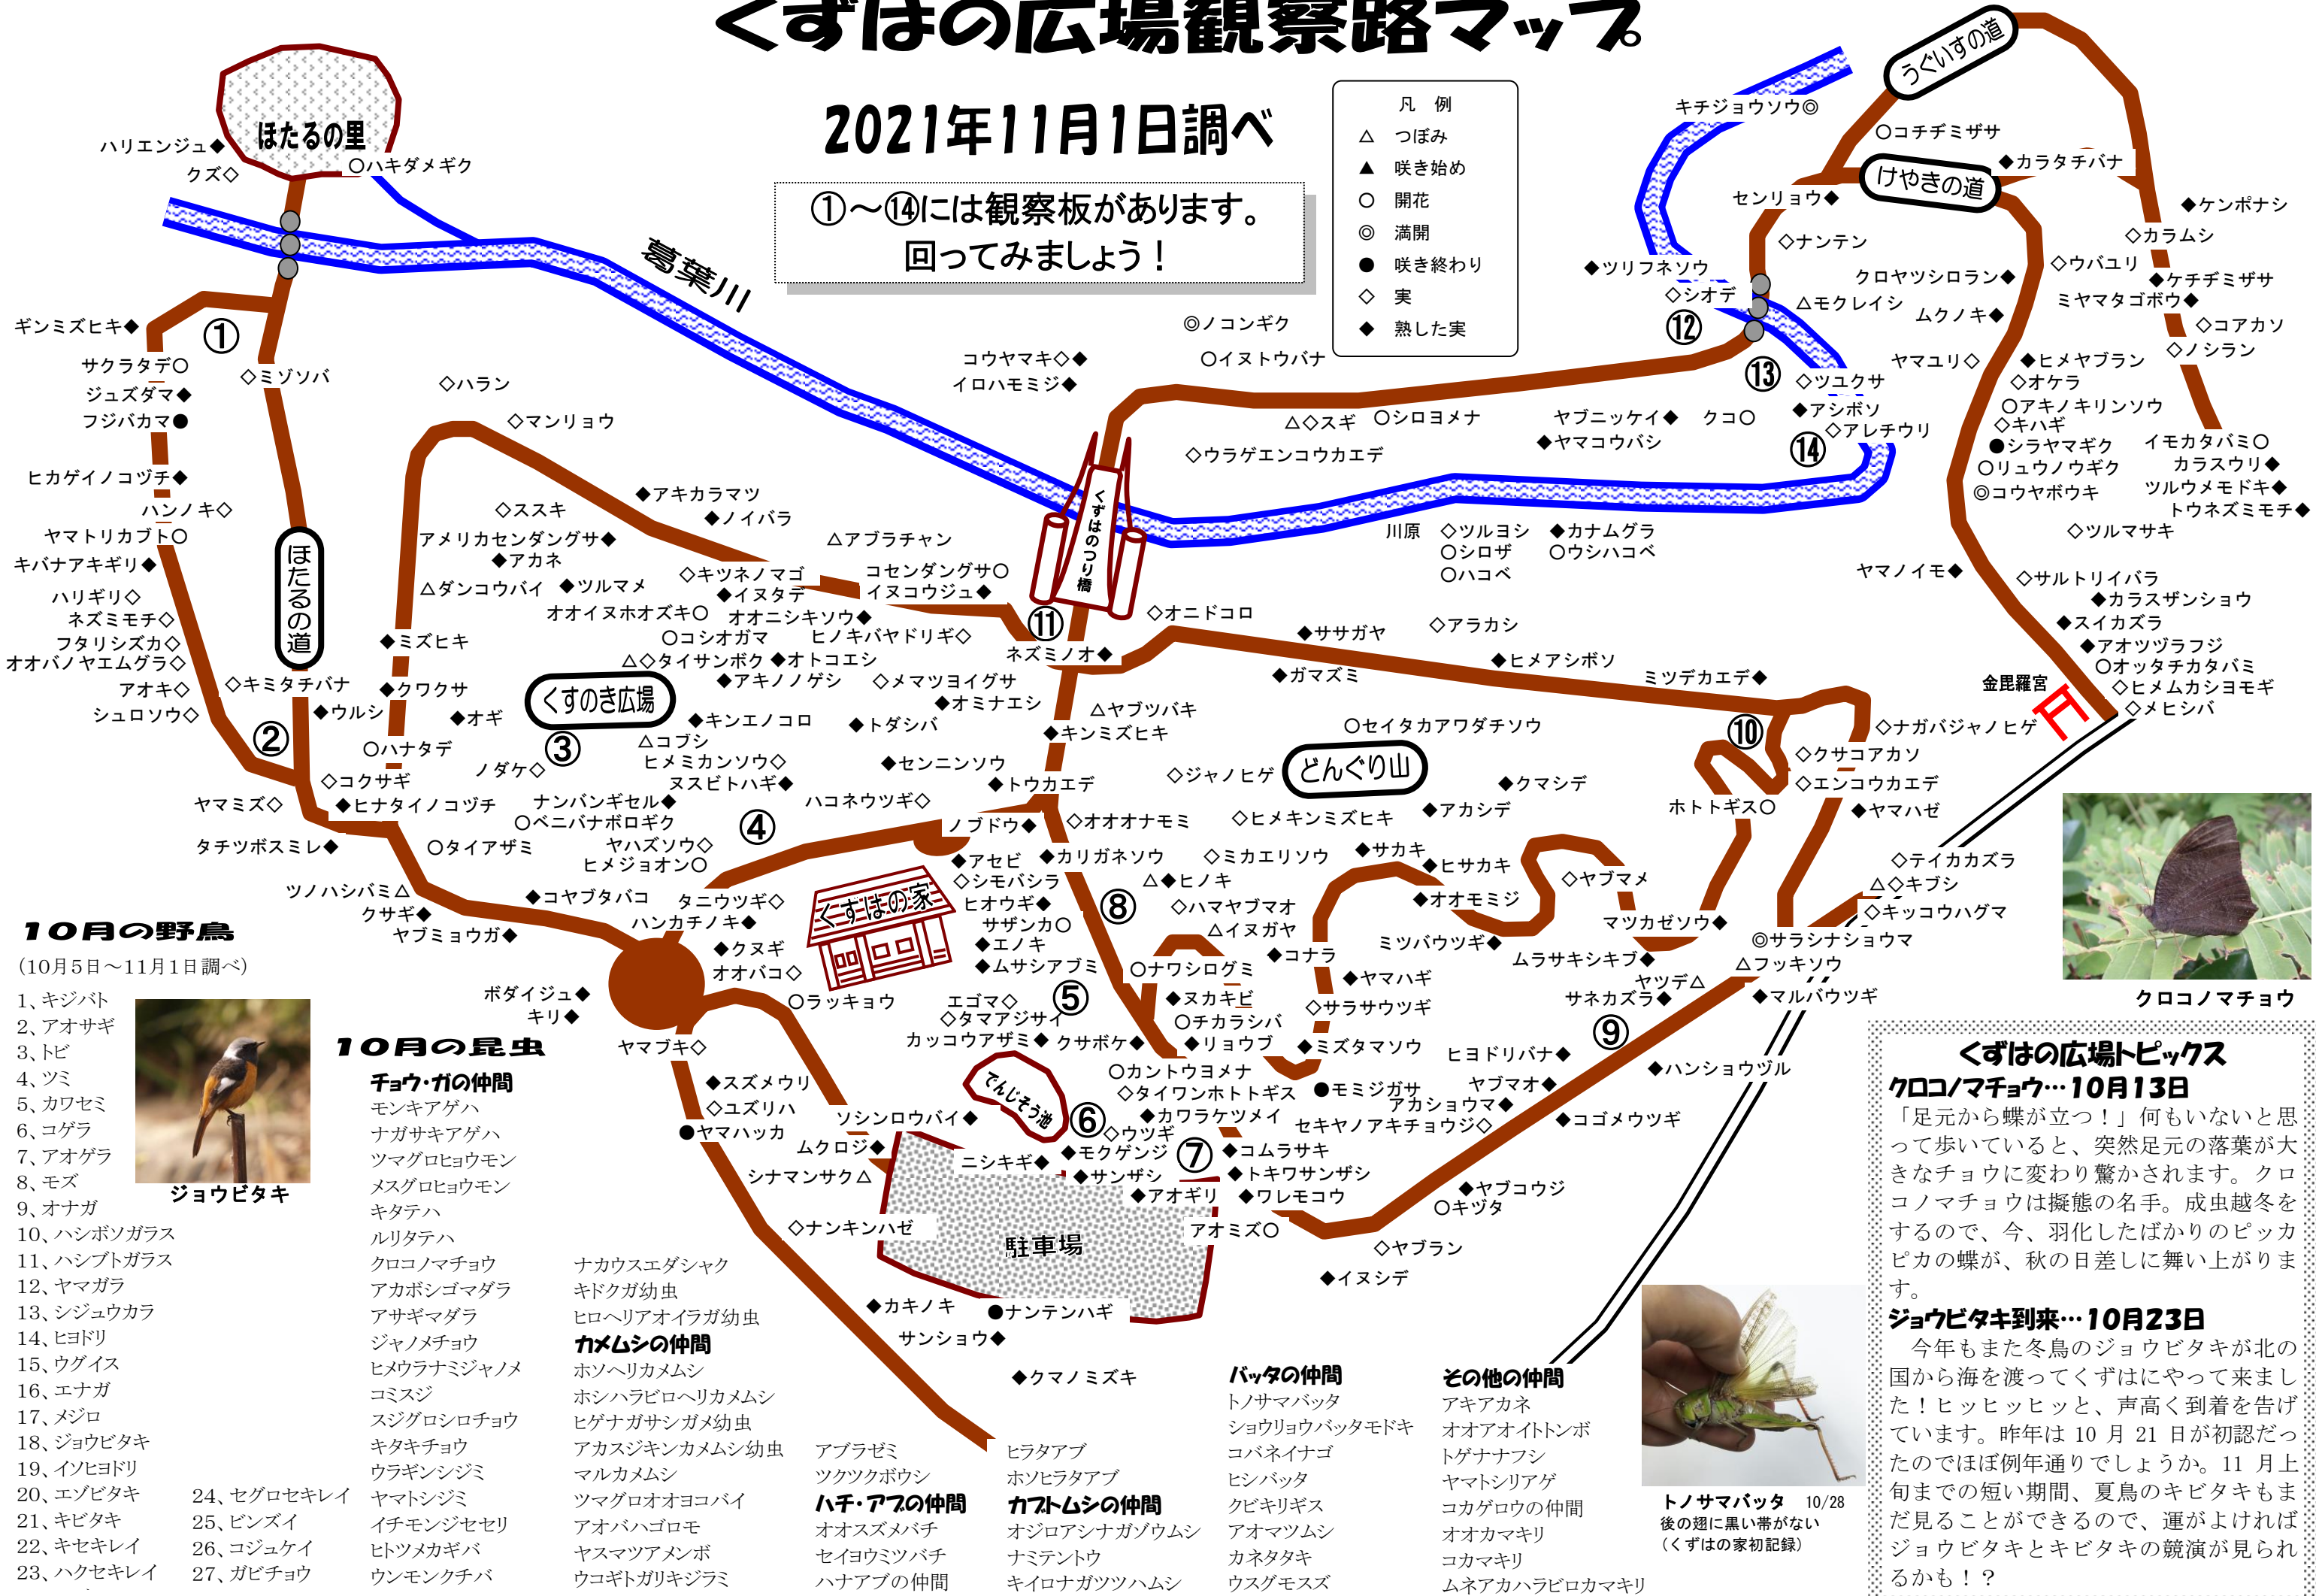 くずはの広場観察路マップ
2021年11月1日調べ
①～⑭には観察板があります。
回ってみましょう！
凡 例
△ つぼみ
▲ 咲き始め
○ 開花
◎ 満開
● 咲き終わり
◇ 実
◆ 熟した実
ほたるの里
ハリエンジュ◆
クズ◇
○ハキダメギク
葛葉川
①
ギンミズヒキ◆
サクラタデ○
ジュズダマ◆
フジバカマ●
ヒカゲイノコヅチ◆
ハンノキ◇
ヤマトリカブト○
キバナアキギリ◆
ハリギリ◇
ネズミモチ◇
フタリシズカ◇
オオバノヤエムグラ◇
アオキ◇
シュロソウ◇
◇ミゾソバ
ほたるの道
◇キミタチバナ
◆ウルシ
②
ヤマミズ◇
タチツボスミレ◆
◇ハラン
◇マンリョウ
◇ススキ
◆アキカラマツ
◆ノイバラ
アメリカセンダングサ◆
◆アカネ
△ダンコウバイ
◆ツルマメ
◇キツネノマゴ
◆イヌタデ
オオイヌホオズキ○
オオニシキソウ◆
△アブラチャン
コセンダングサ○
イヌコウジュ◆
○コシオガマ
ヒノキバヤドリギ◇
△◇タイサンボク
◆オトコエシ
◆アキノノゲシ
◇メマツヨイグサ
◆オミナエシ
◆ミズヒキ
◆クワクサ
◆オギ
○ハナタデ
くすのき広場
③
◆キンエノコロ
◆トダシバ
△コブシ
ヒメミカンソウ◇
ヌスビトハギ◆
◆センニンソウ
ノダケ◇
◇コクサギ
◆ヒナタイノコヅチ
ナンバンギセル◆
○ベニバナボロギク
○タイアザミ
ヤハズソウ◇
ヒメジョオン○
④
ハコネウツギ◇
◆トウカエデ
ノブドウ◆
ツノハシバミ△
クサギ◆
ヤブミョウガ◆
◆コヤブタバコ
タニウツギ◇
ハンカチノキ◆
◆クヌギ
オオバコ◇
ボダイジュ◆
キリ◆
ヤマブキ◇
○ラッキョウ
くずはの家
◆アセビ
◇シモバシラ
ヒオウギ◆
サザンカ○
◆エノキ
◆ムサシアブミ
エゴマ◇
⑤
◇タマアジサイ
カッコウアザミ◆
クサボケ◆
◆スズメウリ
◇ユズリハ
●ヤマハッカ
ソシンロウバイ◆
ムクロジ◆
シナマンサク△
◇ナンキンハゼ
でんじそう池
⑥
◇ウツギ
◆モクゲンジ
ニシキギ◆
◆サンザシ
⑦
◆アオギリ
駐車場
◆カキノキ
●ナンテンハギ
サンショウ◆
◆クマノミズキ
コウヤマキ◇◆
イロハモミジ◆
◎ノコンギク
○イヌトウバナ
△◇スギ
○シロヨメナ
◇ウラゲエンコウカエデ
ヤブニッケイ◆
◆ヤマコウバシ
クコ○
くずはのつり橋
⑪
ネズミノオ◆
◇オニドコロ
川原
◇ツルヨシ
○シロザ
○ハコベ
◆カナムグラ
○ウシハコベ
◆ササガヤ
◇アラカシ
◆ガマズミ
◆ヒメアシボソ
ミツデカエデ◆
△ヤブツバキ
◆キンミズヒキ
○セイタカアワダチソウ
◇ジャノヒゲ
どんぐり山
◆クマシデ
◆アカシデ
◇オオオナモミ
◇ヒメキンミズヒキ
◆カリガネソウ
◇ミカエリソウ
◆サカキ
◆ヒサカキ
△◆ヒノキ
⑧
◇ハマヤブマオ
△イヌガヤ
◆オオモミジ
◇ヤブマメ
◆コナラ
ミツバウツギ◆
○ナワシログミ
◆ヤマハギ
◆ヌカキビ
◇サラサウツギ
○チカラシバ
◆リョウブ
◆ミズタマソウ
○カントウヨメナ
◇タイワンホトトギス
◆カワラケツメイ
●モミジガサ
アカショウマ◆
セキヤノアキチョウジ◇
◆コムラサキ
◆トキワサンザシ
◆ワレモコウ
アオミズ○
ヒヨドリバナ◆
ヤブマオ◆
◆ヤブコウジ
○キヅタ
◇ヤブラン
◆イヌシデ
⑨
ムラサキシキブ◆
ヤツデ△
サネカズラ◆
マツカゼソウ◆
◎サラシナショウマ
△フッキソウ
◆マルバウツギ
◆ハンショウヅル
◆コゴメウツギ
⑩
ホトトギス○
◇ナガバジャノヒゲ
◇クサコアカソ
◇エンコウカエデ
◆ヤマハゼ
◇テイカカズラ
△◇キブシ
◇キッコウハグマ
キチジョウソウ◎
うぐいすの道
○コチヂミザサ
けやきの道
◆カラタチバナ
センリョウ◆
◇ナンテン
◆ケンポナシ
◇カラムシ
◇ウバユリ
◆ケチヂミザサ
ミヤマタゴボウ◆
◇コアカソ
◇ノシラン
◆ツリフネソウ
◇シオデ
⑫
クロヤツシロラン◆
△モクレイシ
ムクノキ◆
ヤマユリ◇
⑬
◇ツユクサ
◆アシボソ
◇アレチウリ
⑭
◆ヒメヤブラン
◇オケラ
○アキノキリンソウ
◇キハギ
●シラヤマギク
○リュウノウギク
◎コウヤボウキ
イモカタバミ○
カラスウリ◆
ツルウメモドキ◆
トウネズミモチ◆
◇ツルマサキ
ヤマノイモ◆
◇サルトリイバラ
◆カラスザンショウ
◆スイカズラ
◆アオツヅラフジ
○オッタチカタバミ
◇ヒメムカシヨモギ
◇メヒシバ
金毘羅宮
クロコノマチョウ
10月の野鳥
（10月5日～11月1日調べ）
1、キジバト
2、アオサギ
3、トビ
4、ツミ
5、カワセミ
6、コゲラ
7、アオゲラ
8、モズ
9、オナガ
10、ハシボソガラス
11、ハシブトガラス
12、ヤマガラ
13、シジュウカラ
14、ヒヨドリ
15、ウグイス
16、エナガ
17、メジロ
18、ジョウビタキ
19、イソヒヨドリ
20、エゾビタキ
21、キビタキ
22、キセキレイ
23、ハクセキレイ
24、セグロセキレイ
25、ビンズイ
26、コジュケイ
27、ガビチョウ
ジョウビタキ
10月の昆虫
チョウ・ガの仲間
モンキアゲハ
ナガサキアゲハ
ツマグロヒョウモン
メスグロヒョウモン
キタテハ
ルリタテハ
クロコノマチョウ
アカボシゴマダラ
アサギマダラ
ジャノメチョウ
ヒメウラナミジャノメ
コミスジ
スジグロシロチョウ
キタキチョウ
ウラギンシジミ
ヤマトシジミ
イチモンジセセリ
ヒトツメカギバ
ウンモンクチバ
ナカウスエダシャク
キドクガ幼虫
ヒロヘリアオイラガ幼虫
カメムシの仲間
ホソヘリカメムシ
ホシハラビロヘリカメムシ
ヒゲナガサシガメ幼虫
アカスジキンカメムシ幼虫
マルカメムシ
ツマグロオオヨコバイ
アオバハゴロモ
ヤスマツアメンボ
ウコギトガリキジラミ
アブラゼミ
ツクツクボウシ
ハチ・アブの仲間
オオスズメバチ
セイヨウミツバチ
ハナアブの仲間
ヒラタアブ
ホソヒラタアブ
カブトムシの仲間
オジロアシナガゾウムシ
ナミテントウ
キイロナガツツハムシ
バッタの仲間
トノサマバッタ
ショウリョウバッタモドキ
コバネイナゴ
ヒシバッタ
クビキリギス
アオマツムシ
カネタタキ
ウスグモスズ
その他の仲間
アキアカネ
オオアオイトトンボ
トゲナナフシ
ヤマトシリアゲ
コカゲロウの仲間
オオカマキリ
コカマキリ
ムネアカハラビロカマキリ
トノサマバッタ 10/28
後の翅に黒い帯がない
（くずはの家初記録）
くずはの広場トピックス
クロコノマチョウ…10月13日
「足元から蝶が立つ！」何もいないと思
って歩いていると、突然足元の落葉が大
きなチョウに変わり驚かされます。クロ
コノマチョウは擬態の名手。成虫越冬を
するので、今、羽化したばかりのピッカ
ピカの蝶が、秋の日差しに舞い上がりま
す。
ジョウビタキ到来…10月23日
今年もまた冬鳥のジョウビタキが北の
国から海を渡ってくずはにやって来まし
た！ヒッヒッヒッと、声高く到着を告げ
ています。昨年は 10 月 21 日が初認だっ
たのでほぼ例年通りでしょうか。11 月上
旬までの短い期間、夏鳥のキビタキもま
だ見ることができるので、運がよければ
ジョウビタキとキビタキの競演が見られ
るかも！？